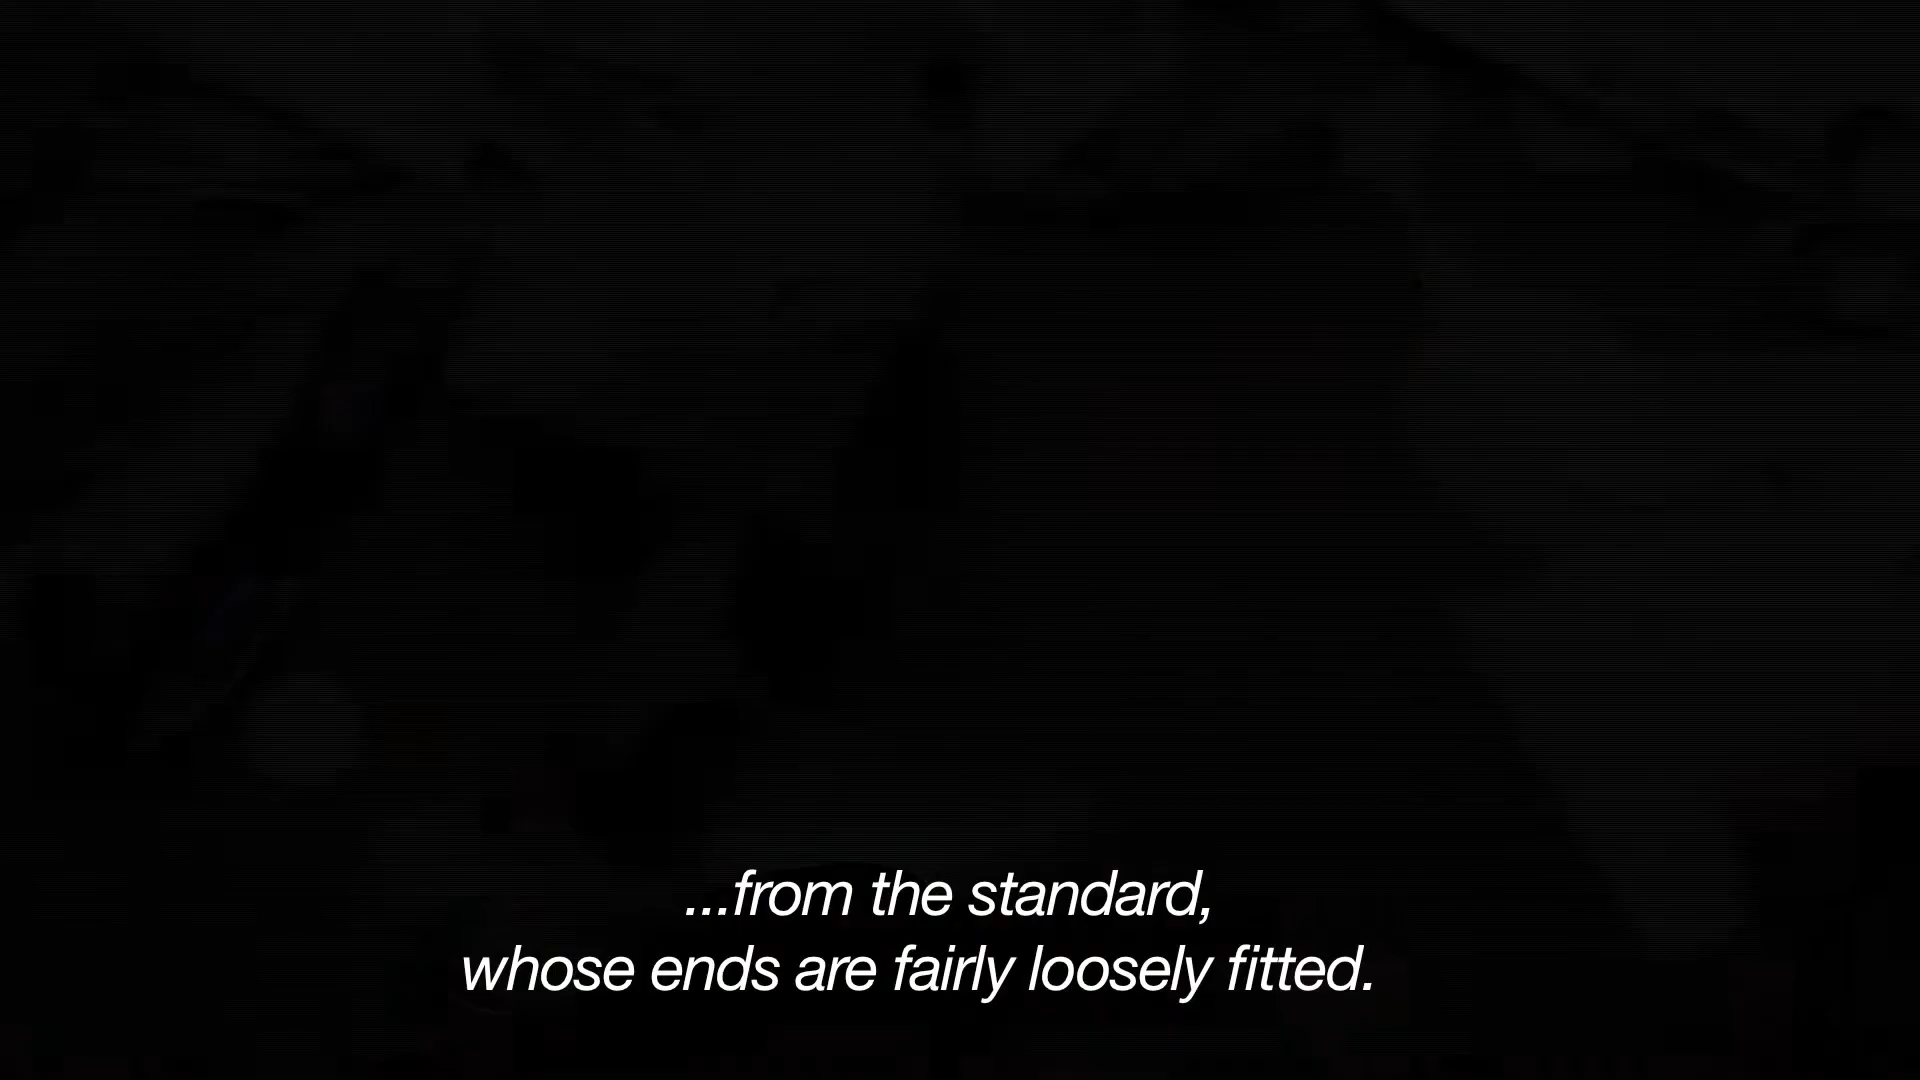 ...from the standard,
whose ends are fairly loosely fitted.